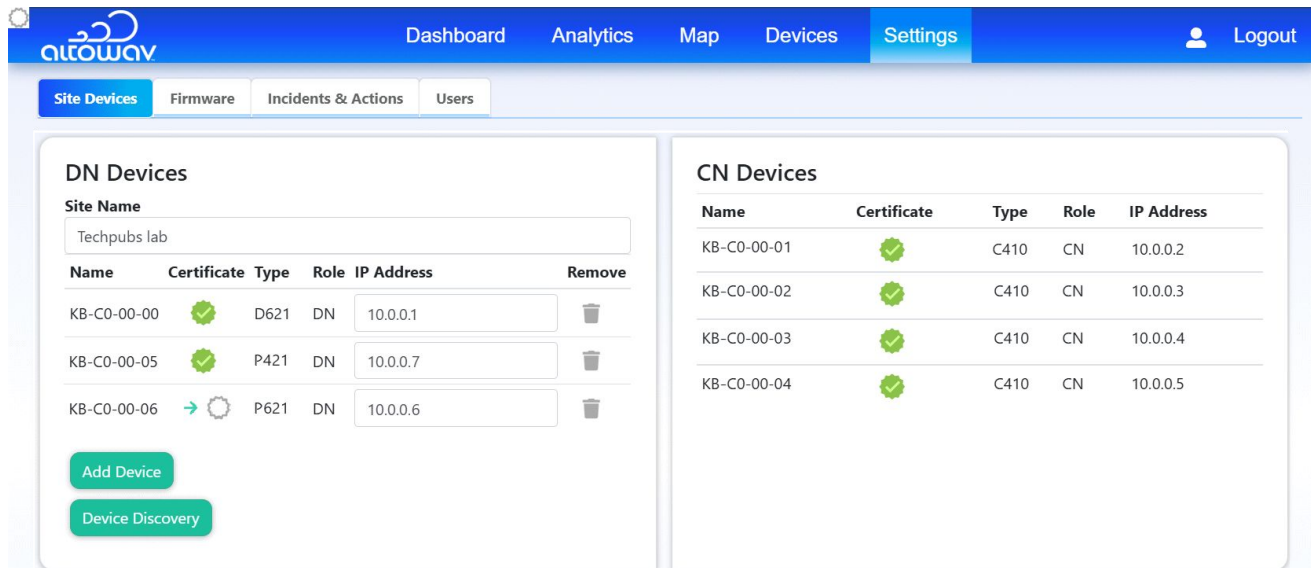 altowav
Dashboard Analytics Map Devices Settings Logout
Site Devices Firmware Incidents & Actions Users
DN Devices
Site Name
Techpubs lab
Name Certificate Type Role IP Address Remove
KB-C0-00-00 D621 DN 10.0.0.1
KB-C0-00-05 P421 DN 10.0.0.7
KB-C0-00-06 P621 DN 10.0.0.6
Add Device
Device Discovery
CN Devices
Name Certificate Type Role IP Address
KB-C0-00-01 C410 CN 10.0.0.2
KB-C0-00-02 C410 CN 10.0.0.3
KB-C0-00-03 C410 CN 10.0.0.4
KB-C0-00-04 C410 CN 10.0.0.5